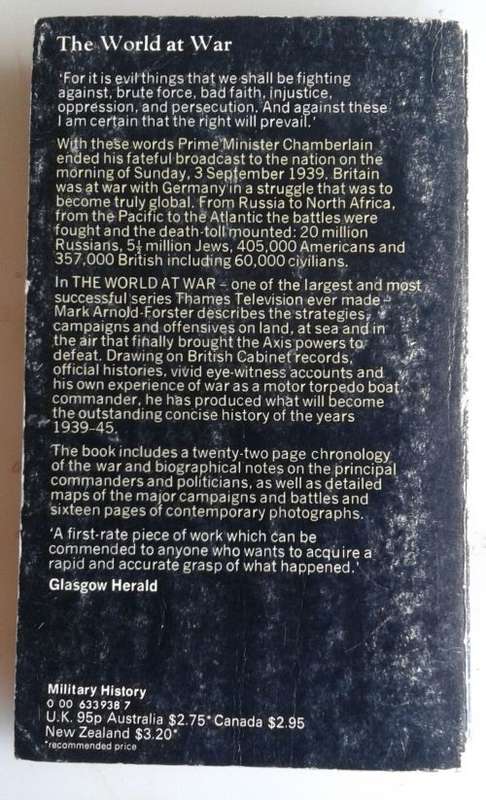 The World at War
'For it is evil things that we shall be fighting
against, brute force, bad faith, injustice,
oppression, and persecution. And against these
I am certain that the right will prevail.'
With these words Prime Minister Chamberlain
ended his fateful broadcast to the nation on the
morning of Sunday, 3 September 1939. Britain
was at war with Germany in a struggle that was to
become truly global. From Russia to North Africa,
from the Pacific to the Atlantic the battles were
fought and the death-toll mounted: 20 million
Russians, 5½ million Jews, 405,000 Americans and
357,000 British including 60,000 civilians.
In THE WORLD AT WAR – one of the largest and most
successful series Thames Television ever made –
Mark Arnold-Forster describes the strategies,
campaigns and offensives on land, at sea and in
the air that finally brought the Axis powers to
defeat. Drawing on British Cabinet records,
official histories, vivid eye-witness accounts and
his own experience of war as a motor torpedo boat
commander, he has produced what will become
the outstanding concise history of the years
1939–45.
The book includes a twenty-two page chronology
of the war and biographical notes on the principal
commanders and politicians, as well as detailed
maps of the major campaigns and battles and
sixteen pages of contemporary photographs.
'A first-rate piece of work which can be
commended to anyone who wants to acquire a
rapid and accurate grasp of what happened.'
Glasgow Herald
Military History
0 00 633938 7
U.K. 95p Australia $2.75* Canada $2.95
New Zealand $3.20*
*recommended price